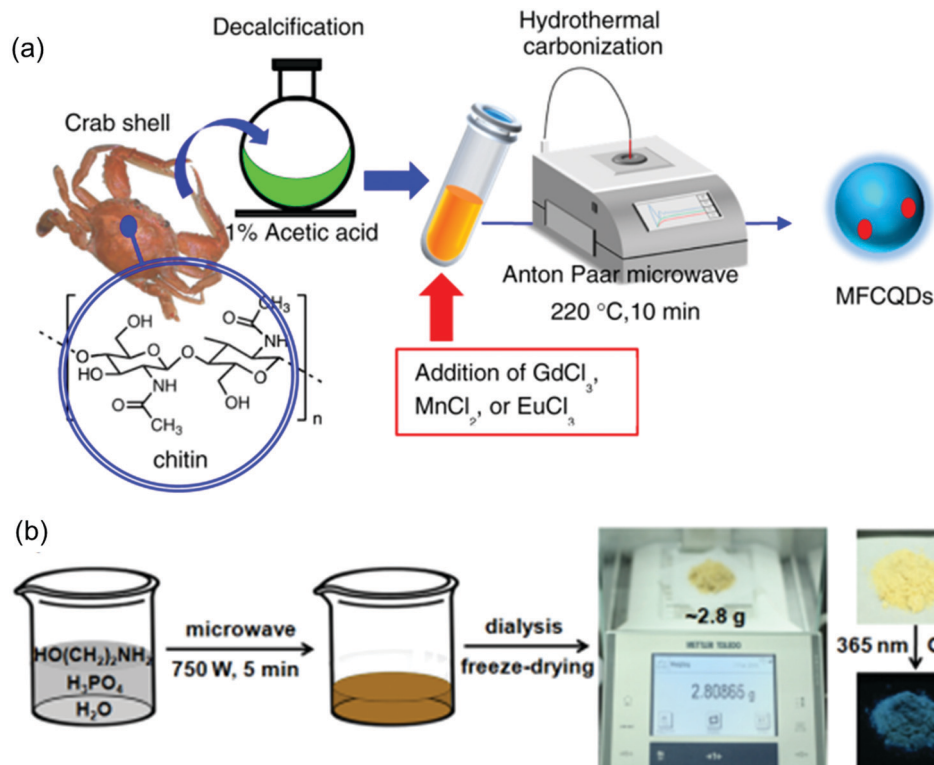 (a)
Decalcification
Crab shell
1% Acetic acid
Hydrothermal
carbonization
Anton Paar microwave
220 °C,10 min
MFCQDs
Addition of GdCl3,
MnCl2, or EuCl3
OH
O
HO
NH
O
CH3
O
O
CH3
NH
O
O
OH
n
chitin
(b)
HO(CH2)2NH2
H3PO4
H2O
microwave
750 W, 5 min
dialysis
freeze-drying
~2.8 g
METTLER TOLEDO
2.80865 g
365 nm